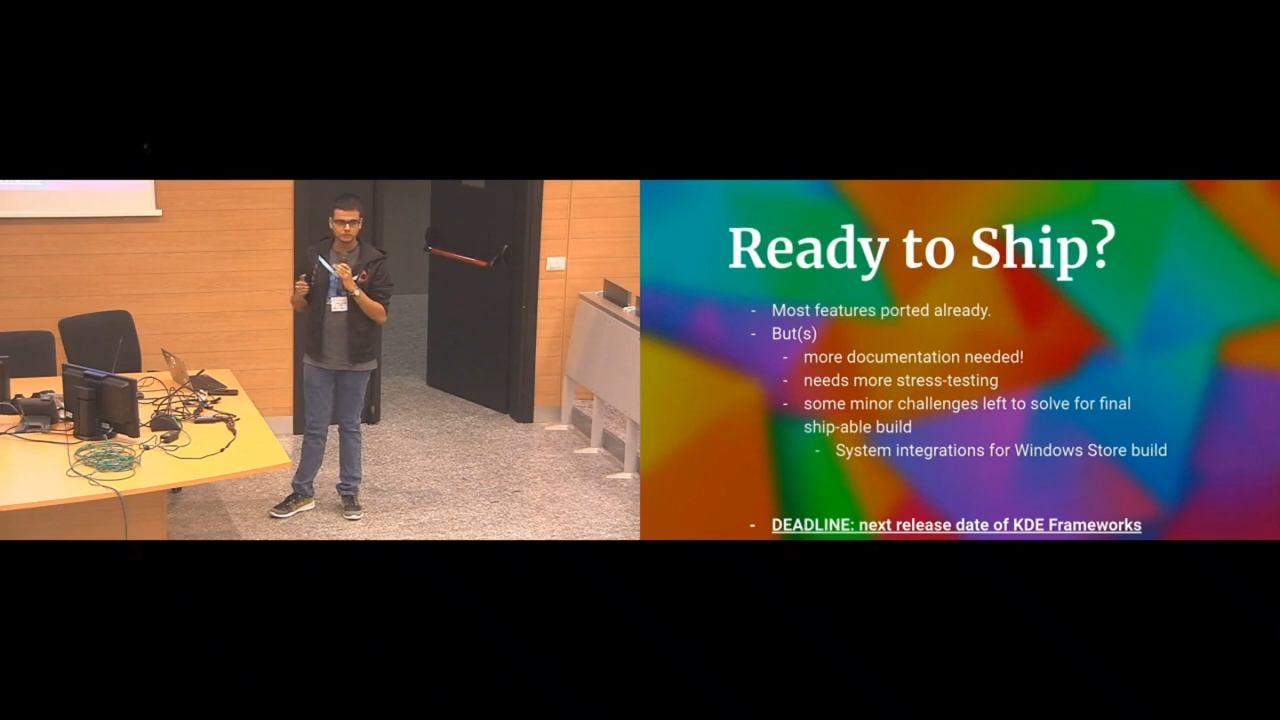 Ready to Ship?
- Most features ported already.
- But(s)
- more documentation needed!
- needs more stress-testing
- some minor challenges left to solve for final
ship-able build
- System integrations for Windows Store build
- DEADLINE: next release date of KDE Frameworks